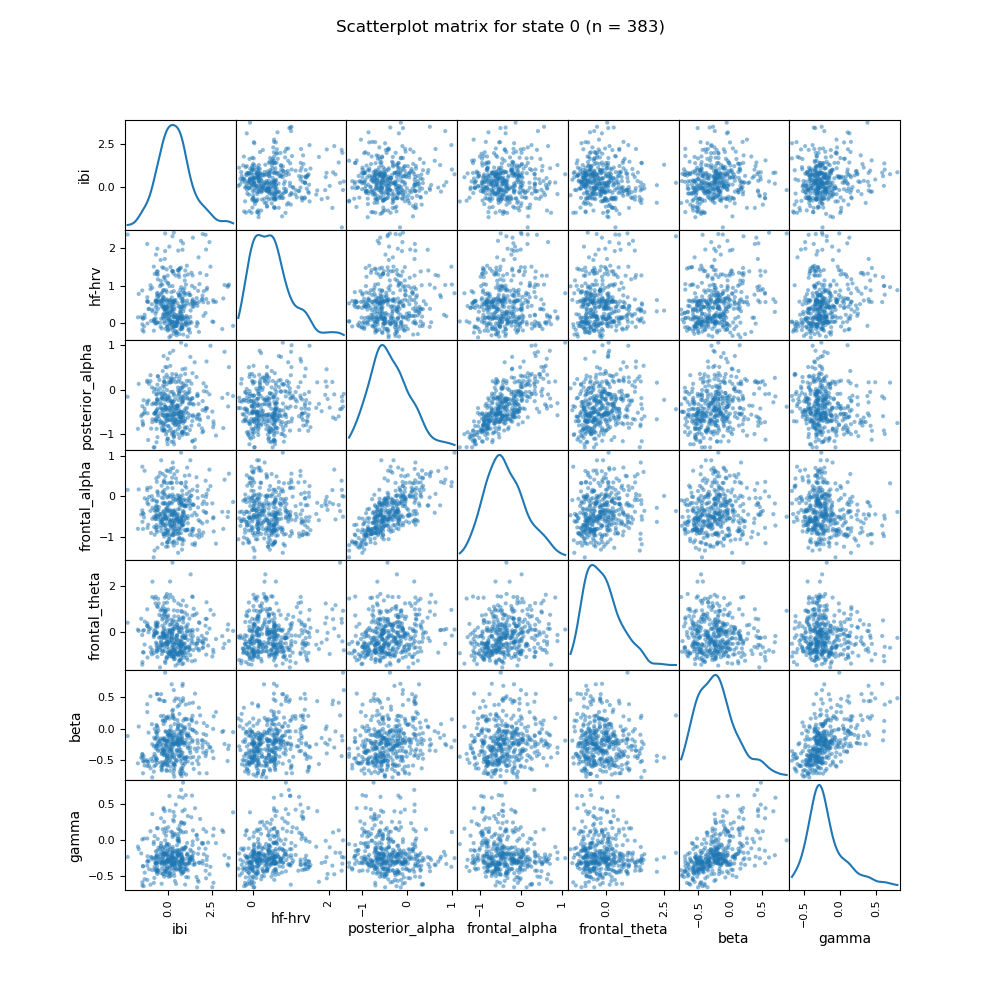 Scatterplot matrix for state 0 (n = 383)
ibi
2.5
0.0
hf-hrv
2
1
0
posterior_alpha
1
0
−1
frontal_alpha
1
0
−1
frontal_theta
2
0
beta
0.5
0.0
−0.5
gamma
0.5
0.0
−0.5
0.0 2.5 0 2 −1 0 1 −1 0 1 0.0 2.5 −0.5 0.0 0.5 −0.5 0.0 0.5
ibi hf-hrv posterior_alpha frontal_alpha frontal_theta beta gamma